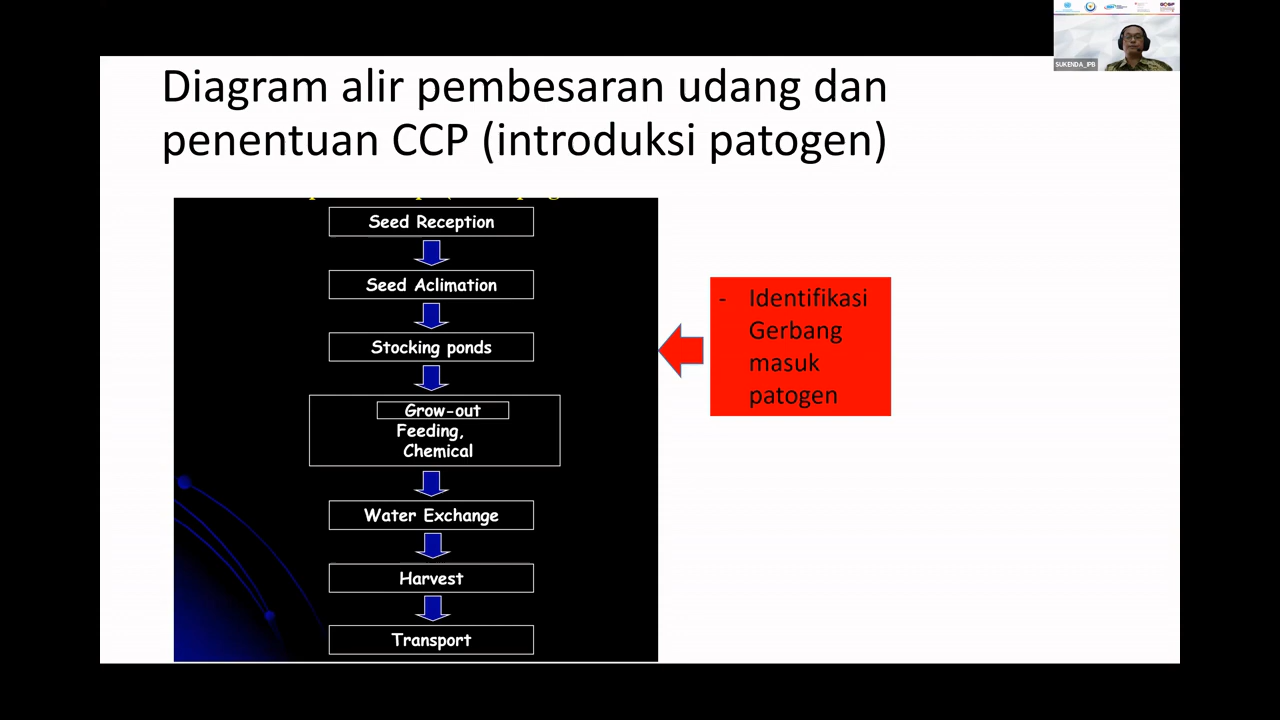 SUKENDA_IPB
Diagram alir pembesaran udang dan
penentuan CCP (introduksi patogen)
Seed Reception
Seed Aclimation
Stocking ponds
Grow-out
Feeding,
Chemical
Water Exchange
Harvest
Transport
- Identifikasi
Gerbang
masuk
patogen